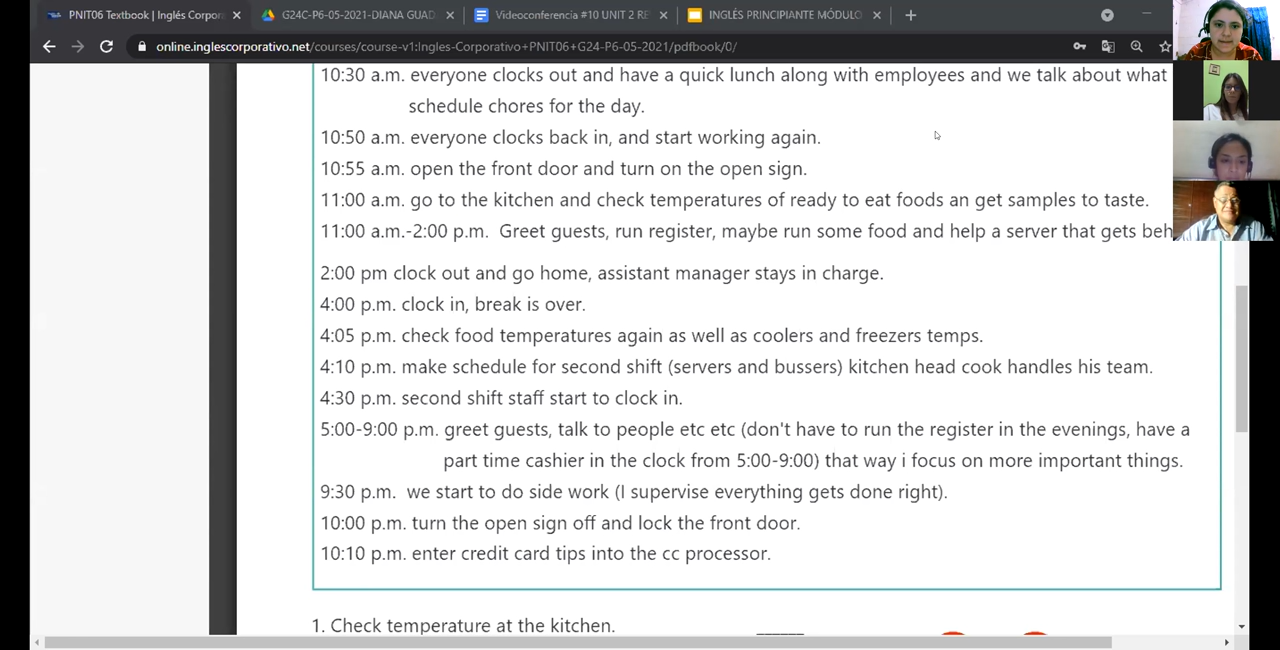 PNIT06 Textbook | Inglés Corpor
G24C-P6-05-2021-DIANA GUAD
Videoconferencia #10 UNIT 2 RE
INGLÉS PRINCIPIANTE MÓDULO
online.inglescorporativo.net/courses/course-v1:Ingles-Corporativo+PNIT06+G24-P6-05-2021/pdfbook/0/
10:30 a.m. everyone clocks out and have a quick lunch along with employees and we talk about what
schedule chores for the day.
10:50 a.m. everyone clocks back in, and start working again.
10:55 a.m. open the front door and turn on the open sign.
11:00 a.m. go to the kitchen and check temperatures of ready to eat foods an get samples to taste.
11:00 a.m.-2:00 p.m. Greet guests, run register, maybe run some food and help a server that gets beh
2:00 pm clock out and go home, assistant manager stays in charge.
4:00 p.m. clock in, break is over.
4:05 p.m. check food temperatures again as well as coolers and freezers temps.
4:10 p.m. make schedule for second shift (servers and bussers) kitchen head cook handles his team.
4:30 p.m. second shift staff start to clock in.
5:00-9:00 p.m. greet guests, talk to people etc etc (don't have to run the register in the evenings, have a
part time cashier in the clock from 5:00-9:00) that way i focus on more important things.
9:30 p.m. we start to do side work (I supervise everything gets done right).
10:00 p.m. turn the open sign off and lock the front door.
10:10 p.m. enter credit card tips into the cc processor.
1. Check temperature at the kitchen.